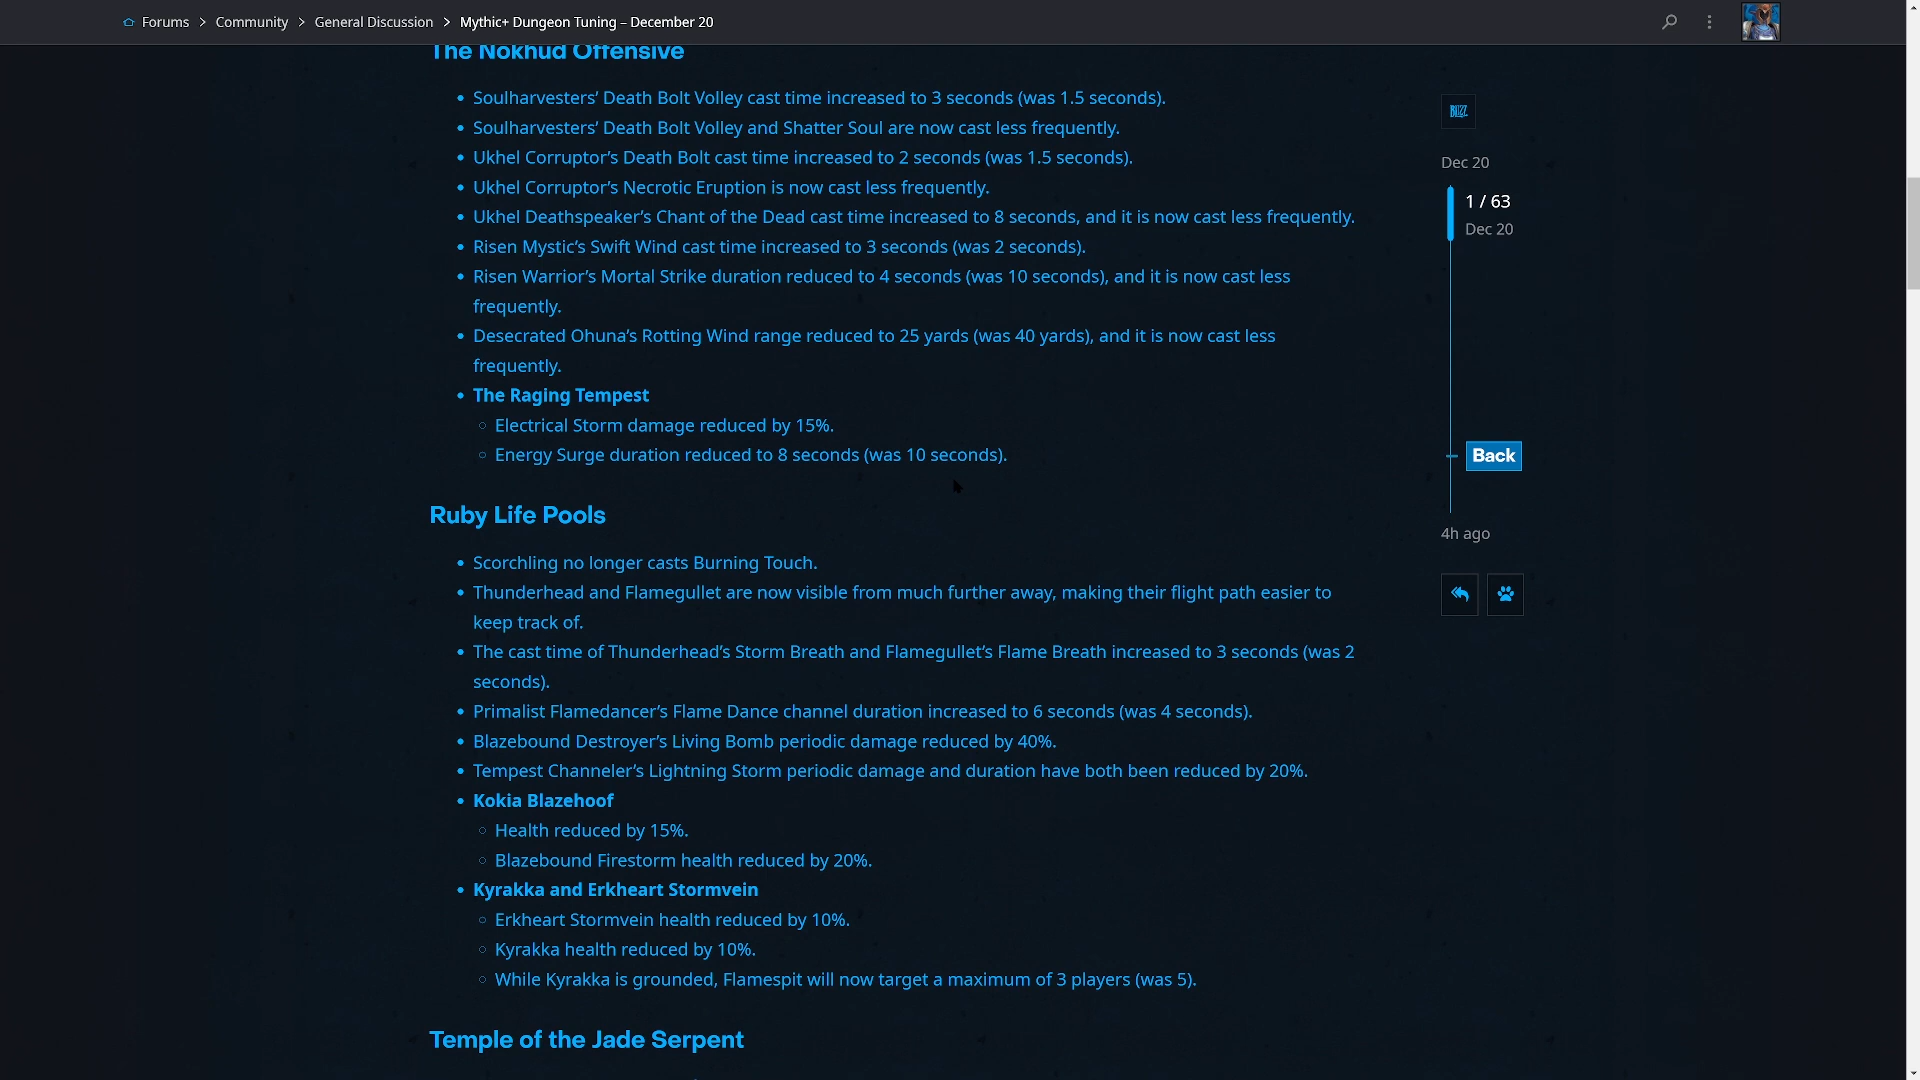 Forums > Community > General Discussion > Mythic+ Dungeon Tuning – December 20
The Nokhud Offensive
• Soulharvesters’ Death Bolt Volley cast time increased to 3 seconds (was 1.5 seconds).
• Soulharvesters’ Death Bolt Volley and Shatter Soul are now cast less frequently.
• Ukhel Corruptor’s Death Bolt cast time increased to 2 seconds (was 1.5 seconds).
• Ukhel Corruptor’s Necrotic Eruption is now cast less frequently.
• Ukhel Deathspeaker’s Chant of the Dead cast time increased to 8 seconds, and it is now cast less frequently.
• Risen Mystic’s Swift Wind cast time increased to 3 seconds (was 2 seconds).
• Risen Warrior’s Mortal Strike duration reduced to 4 seconds (was 10 seconds), and it is now cast less
frequently.
• Desecrated Ohuna’s Rotting Wind range reduced to 25 yards (was 40 yards), and it is now cast less
frequently.
• The Raging Tempest
○ Electrical Storm damage reduced by 15%.
○ Energy Surge duration reduced to 8 seconds (was 10 seconds).
Ruby Life Pools
• Scorchling no longer casts Burning Touch.
• Thunderhead and Flamegullet are now visible from much further away, making their flight path easier to
keep track of.
• The cast time of Thunderhead’s Storm Breath and Flamegullet’s Flame Breath increased to 3 seconds (was 2
seconds).
• Primalist Flamedancer’s Flame Dance channel duration increased to 6 seconds (was 4 seconds).
• Blazebound Destroyer’s Living Bomb periodic damage reduced by 40%.
• Tempest Channeler’s Lightning Storm periodic damage and duration have both been reduced by 20%.
• Kokia Blazehoof
○ Health reduced by 15%.
○ Blazebound Firestorm health reduced by 20%.
• Kyrakka and Erkheart Stormvein
○ Erkheart Stormvein health reduced by 10%.
○ Kyrakka health reduced by 10%.
○ While Kyrakka is grounded, Flamespit will now target a maximum of 3 players (was 5).
Temple of the Jade Serpent
BLIZZ
Dec 20
1 / 63
Dec 20
Back
4h ago